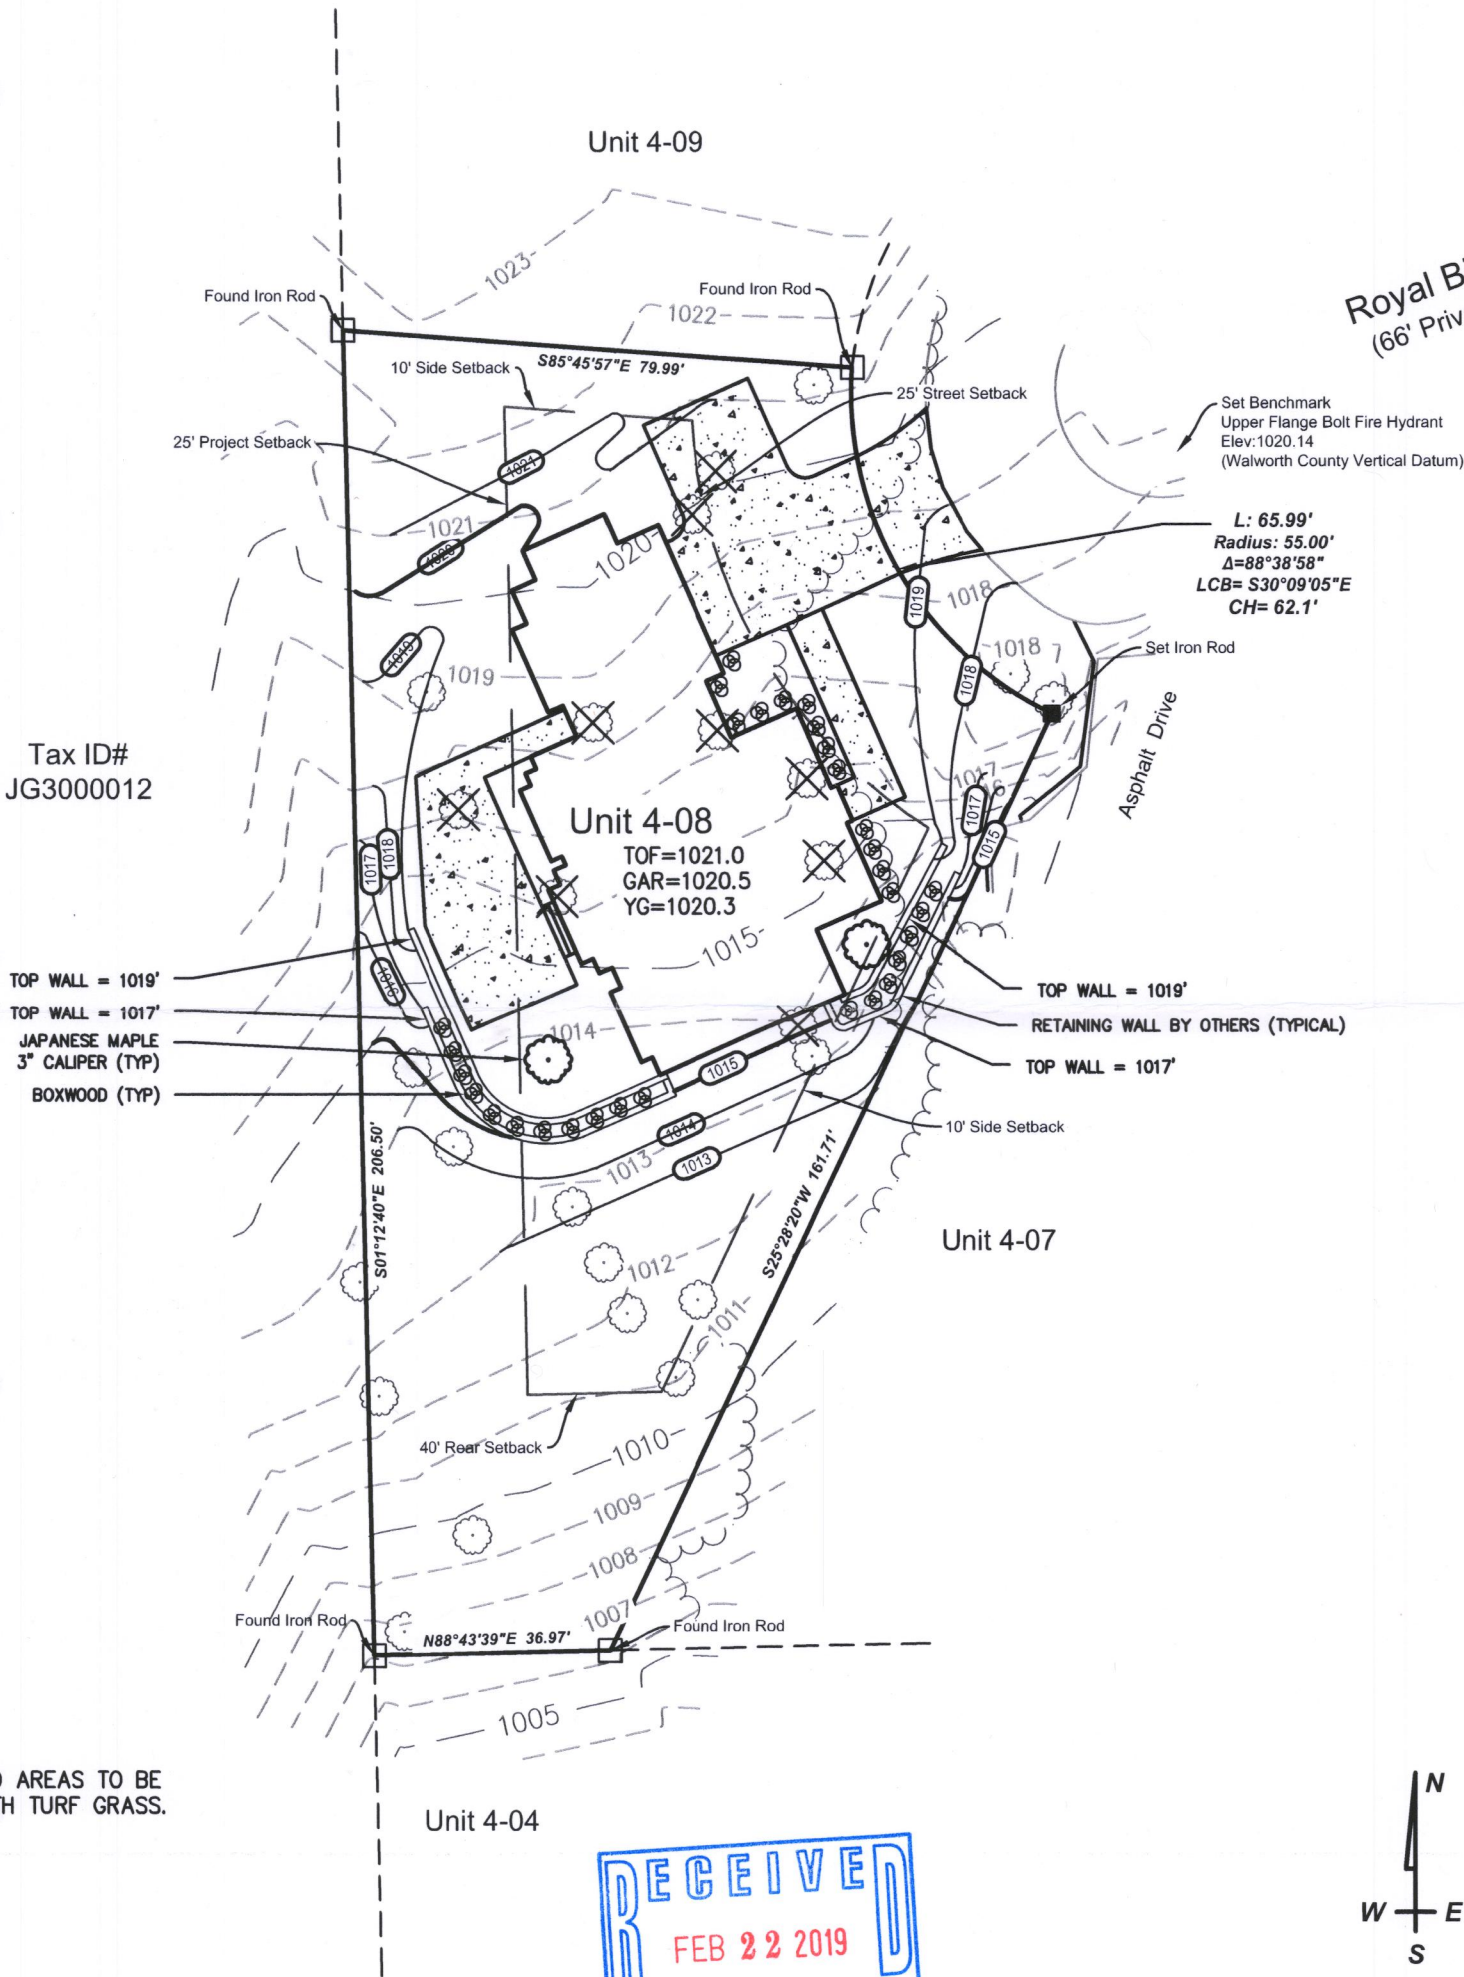 Unit 4-09
1023
Found Iron Rod
Found Iron Rod
1022
Royal
(66'
10' Side Setback
S85°45'57"E 79.99'
25' Street Setback
Set Benchmark
Upper Flange Bolt Fire Hydrant
Elev:1020.14
(Walworth County Vertical Datum)
25' Project Setback
1021
1021
1020
1020
L: 65.99'
Radius: 55.00'
Δ=88°38'58"
LCB= S30°09'05"E
CH= 62.1'
1019
1018
1019
1019
1018
1018
Set Iron Rod
Tax ID#
JG3000012
Asphalt Drive
1017
1017
1015
Unit 4-08
TOF=1021.0
GAR=1020.5
YG=1020.3
1017
1018
1015
1016
TOP WALL = 1019'
TOP WALL = 1017'
JAPANESE MAPLE
3" CALIPER (TYP)
BOXWOOD (TYP)
TOP WALL = 1019'
RETAINING WALL BY OTHERS (TYPICAL)
TOP WALL = 1017'
1014
1015
10' Side Setback
1014
1013
1013
S01°12'40"E 206.50'
S25°28'20"W 161.71'
Unit 4-07
1012
1011
40' Rear Setback
1010
1009
1008
1007
Found Iron Rod
N88°43'39"E 36.97'
Found Iron Rod
1005
AREAS TO BE
TURF GRASS.
Unit 4-04
RECEIVED
FEB 22 2019
N
W E
S